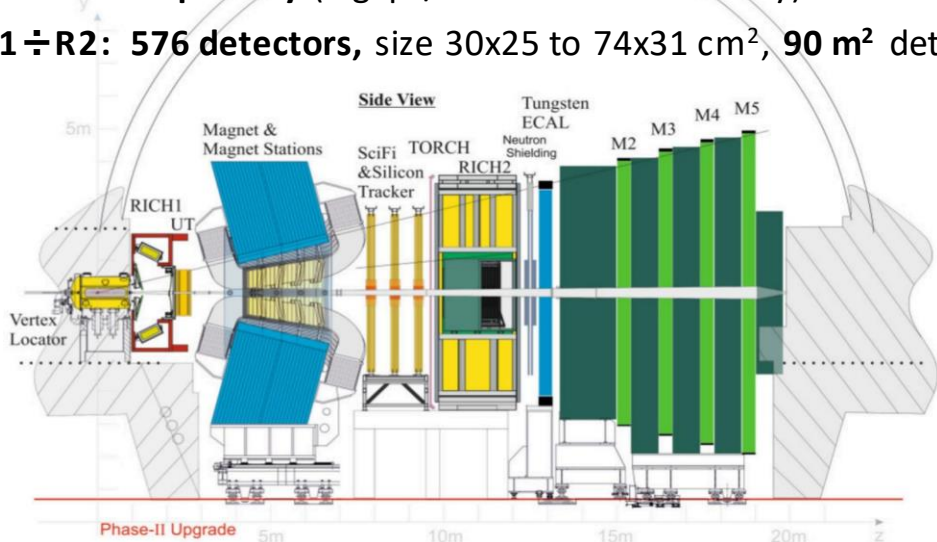 1÷R2: 576 detectors, size 30x25 to 74x31 cm², 90 m² det
y
Side View
5m
Magnet &
Magnet Stations
SciFi
&Silicon
Tracker
TORCH
RICH2
Tungsten
ECAL
Neutron
Shielding
M2
M3
M4
M5
RICH1
UT
Vertex
Locator
Phase-II Upgrade
5m
10m
15m
20m
z